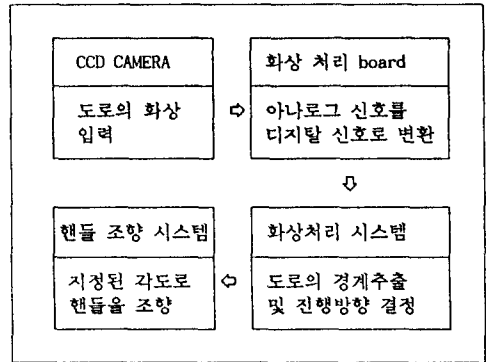 CCD CAMERA
도로의 화상
입력
⇨
화상 처리 board
아나로그 신호를
디지탈 신호로 변환
⇩
화상처리 시스템
도로의 경계추출
및 진행방향 결정
⇦
핸들 조향 시스템
지정된 각도로
핸들을 조향